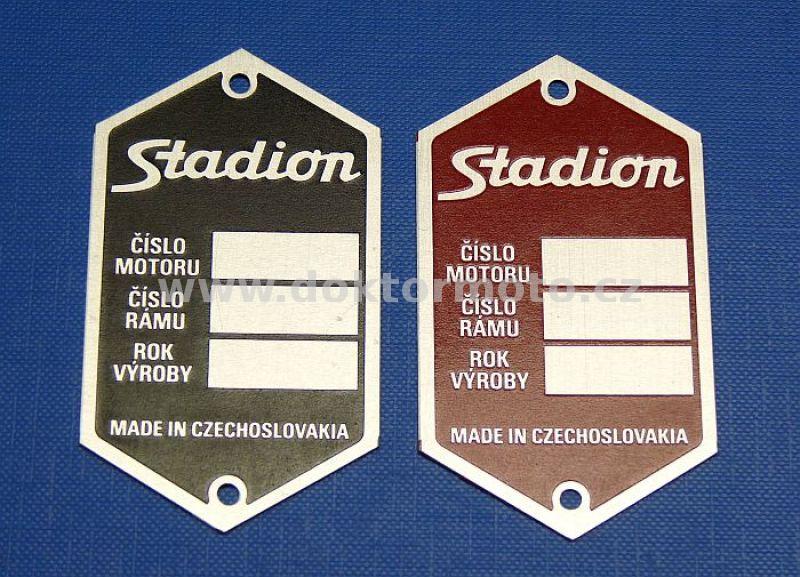 Stadion
ČÍSLO
MOTORU
ČÍSLO
RÁMU
ROK
VÝROBY
MADE IN CZECHOSLOVAKIA
Stadion
ČÍSLO
MOTORU
ČÍSLO
RÁMU
ROK
VÝROBY
MADE IN CZECHOSLOVAKIA
www.doktormoto.cz